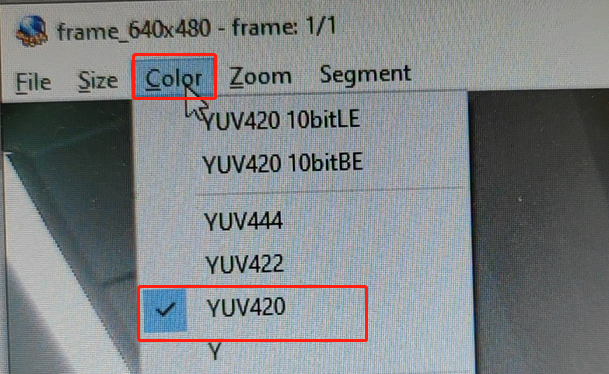 frame_640x480 - frame: 1/1
File Size Color Zoom Segment
YUV420 10bitLE
YUV420 10bitBE
YUV444
YUV422
YUV420
Y